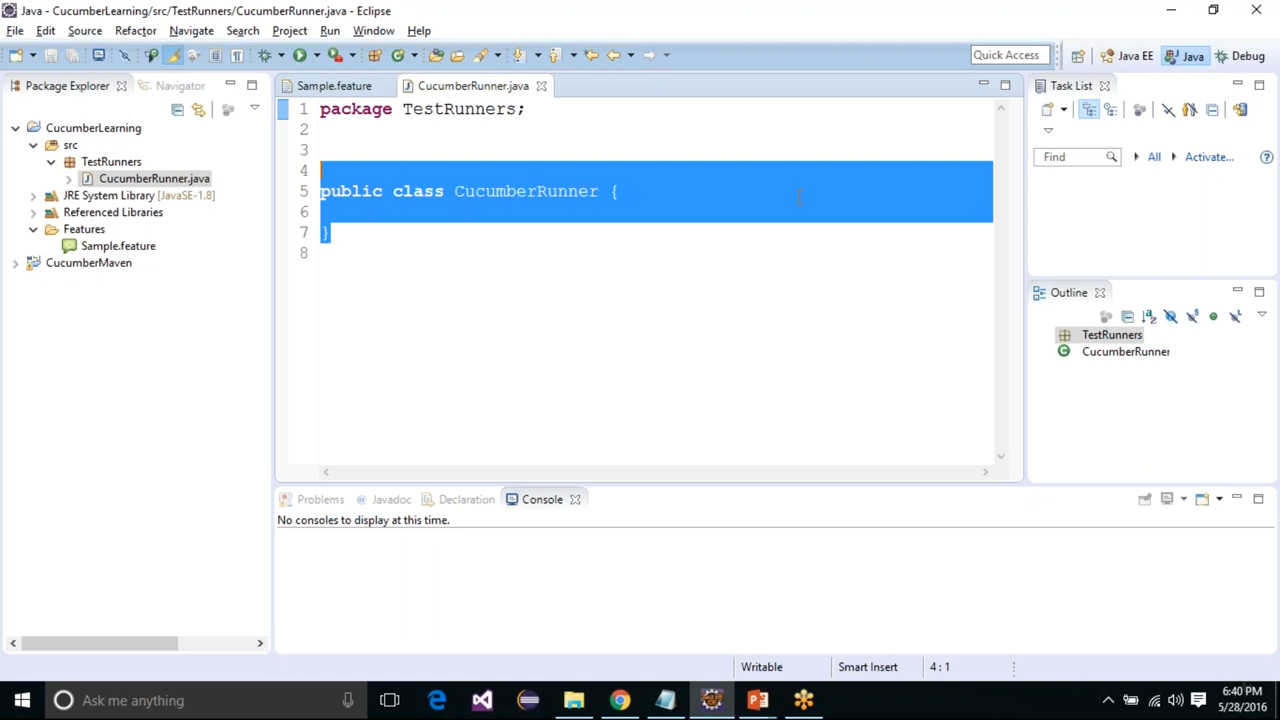 Java - CucumberLearning/src/TestRunners/CucumberRunner.java - Eclipse
File Edit Source Refactor Navigate Search Project Run Window Help
Quick Access Java EE Java Debug
Package Explorer Navigator
CucumberLearning
src
TestRunners
CucumberRunner.java
JRE System Library [JavaSE-1.8]
Referenced Libraries
Features
Sample.feature
CucumberMaven
Sample.feature CucumberRunner.java
1 package TestRunners;
2
3
4
5 public class CucumberRunner {
6
7 }
8
Task List
Find All Activate...
Outline
TestRunners
CucumberRunner
Problems Javadoc Declaration Console
No consoles to display at this time.
Writable Smart Insert 4 : 1
Ask me anything
6:40 PM
5/28/2016